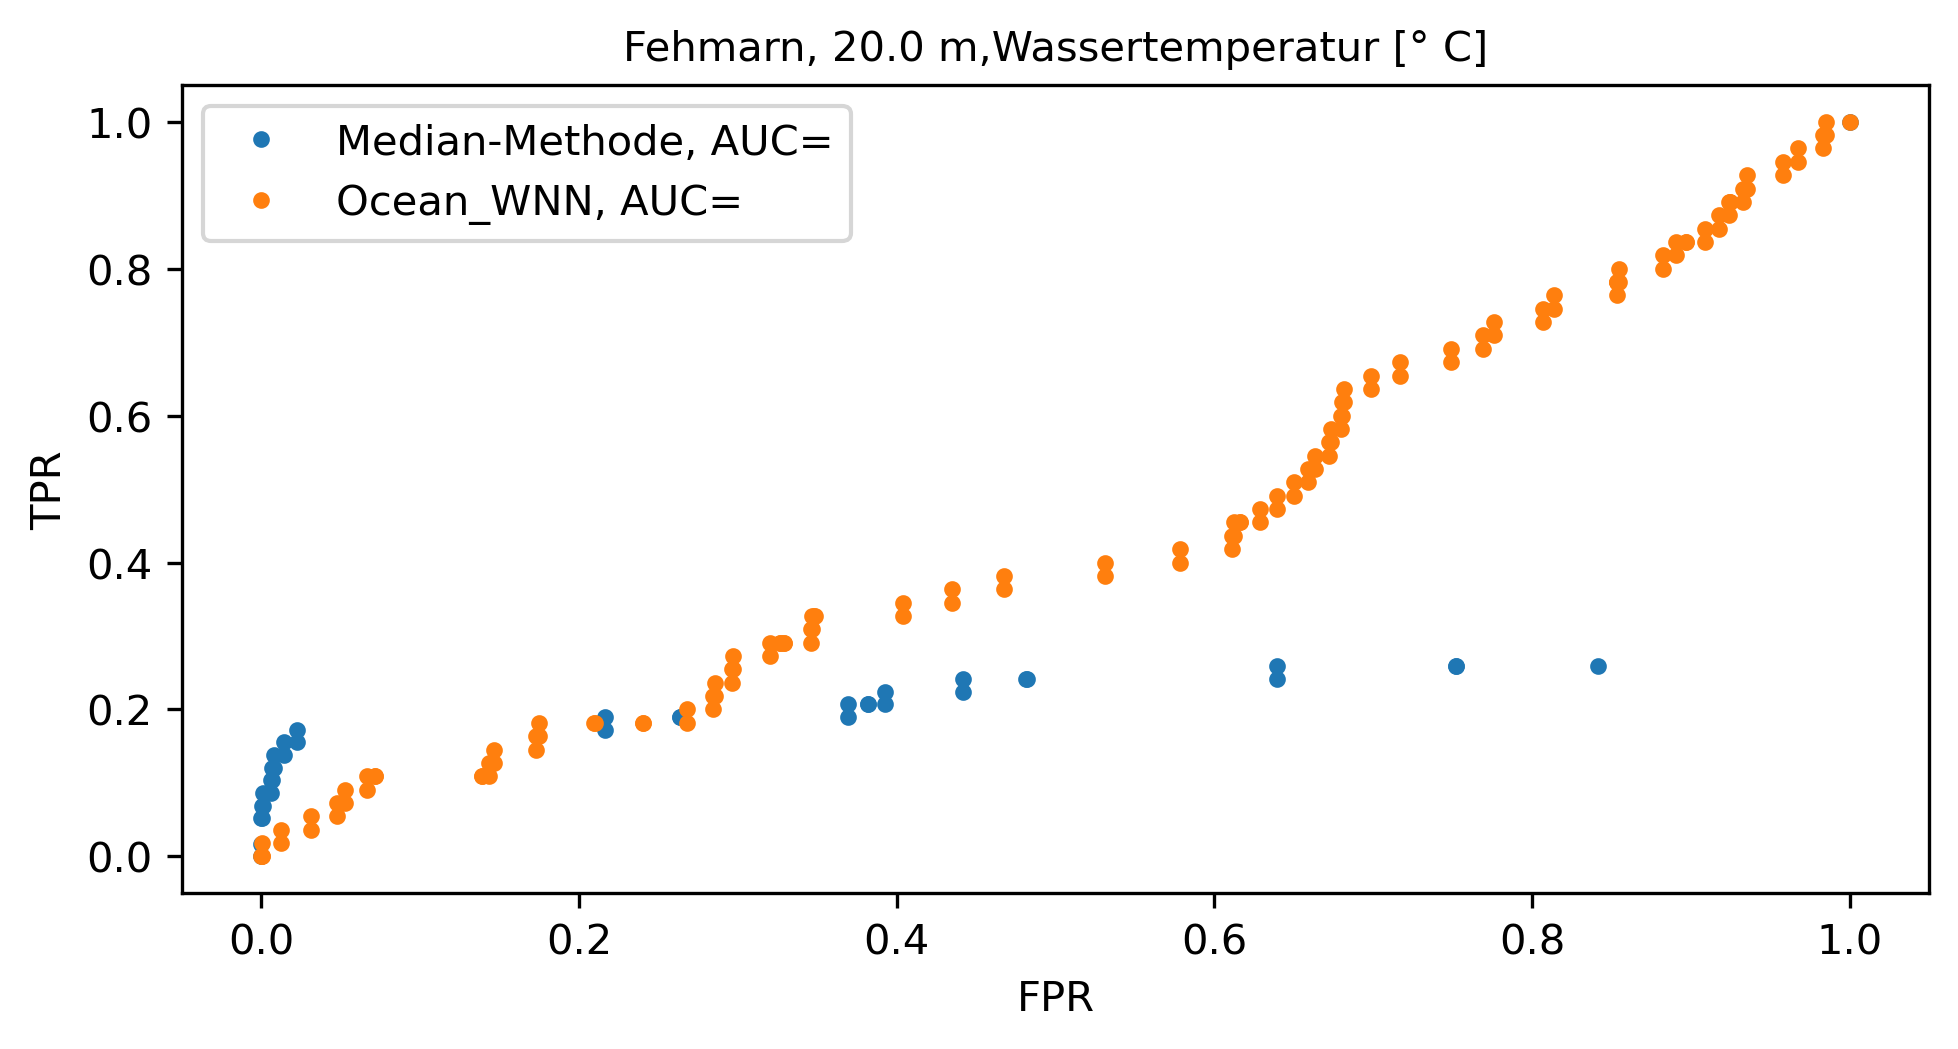 Fehmarn, 20.0 m,Wassertemperatur [° C]
Median-Methode, AUC=
Ocean_WNN, AUC=
TPR
1.0
0.8
0.6
0.4
0.2
0.0
0.0 0.2 0.4 0.6 0.8 1.0
FPR